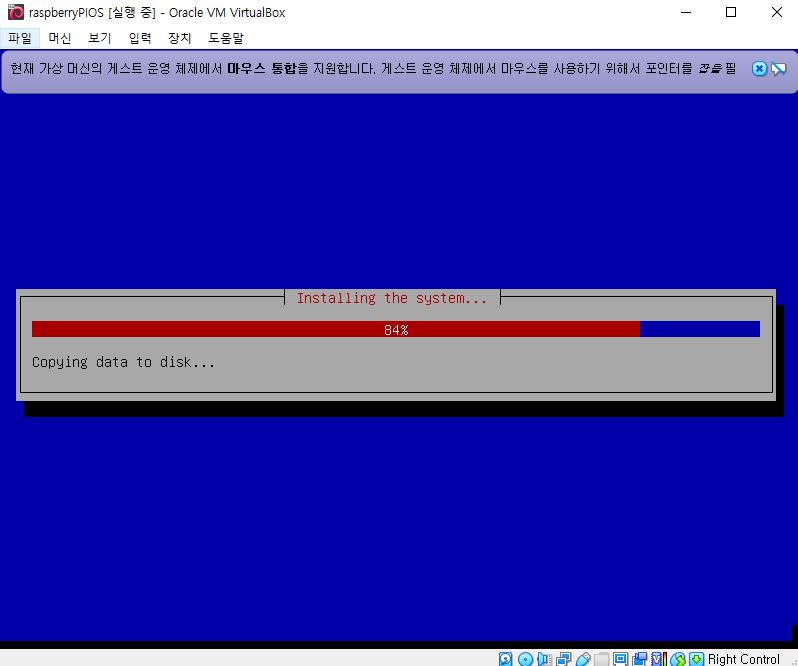 raspberryPIOS [실행 중] - Oracle VM VirtualBox
파일 머신 보기 입력 장치 도움말
현재 가상 머신의 게스트 운영 체제에서 마우스 통합을 지원합니다. 게스트 운영 체제에서 마우스를 사용하기 위해서 포인터를 잡을 필
Installing the system...
84%
Copying data to disk...
Right Control